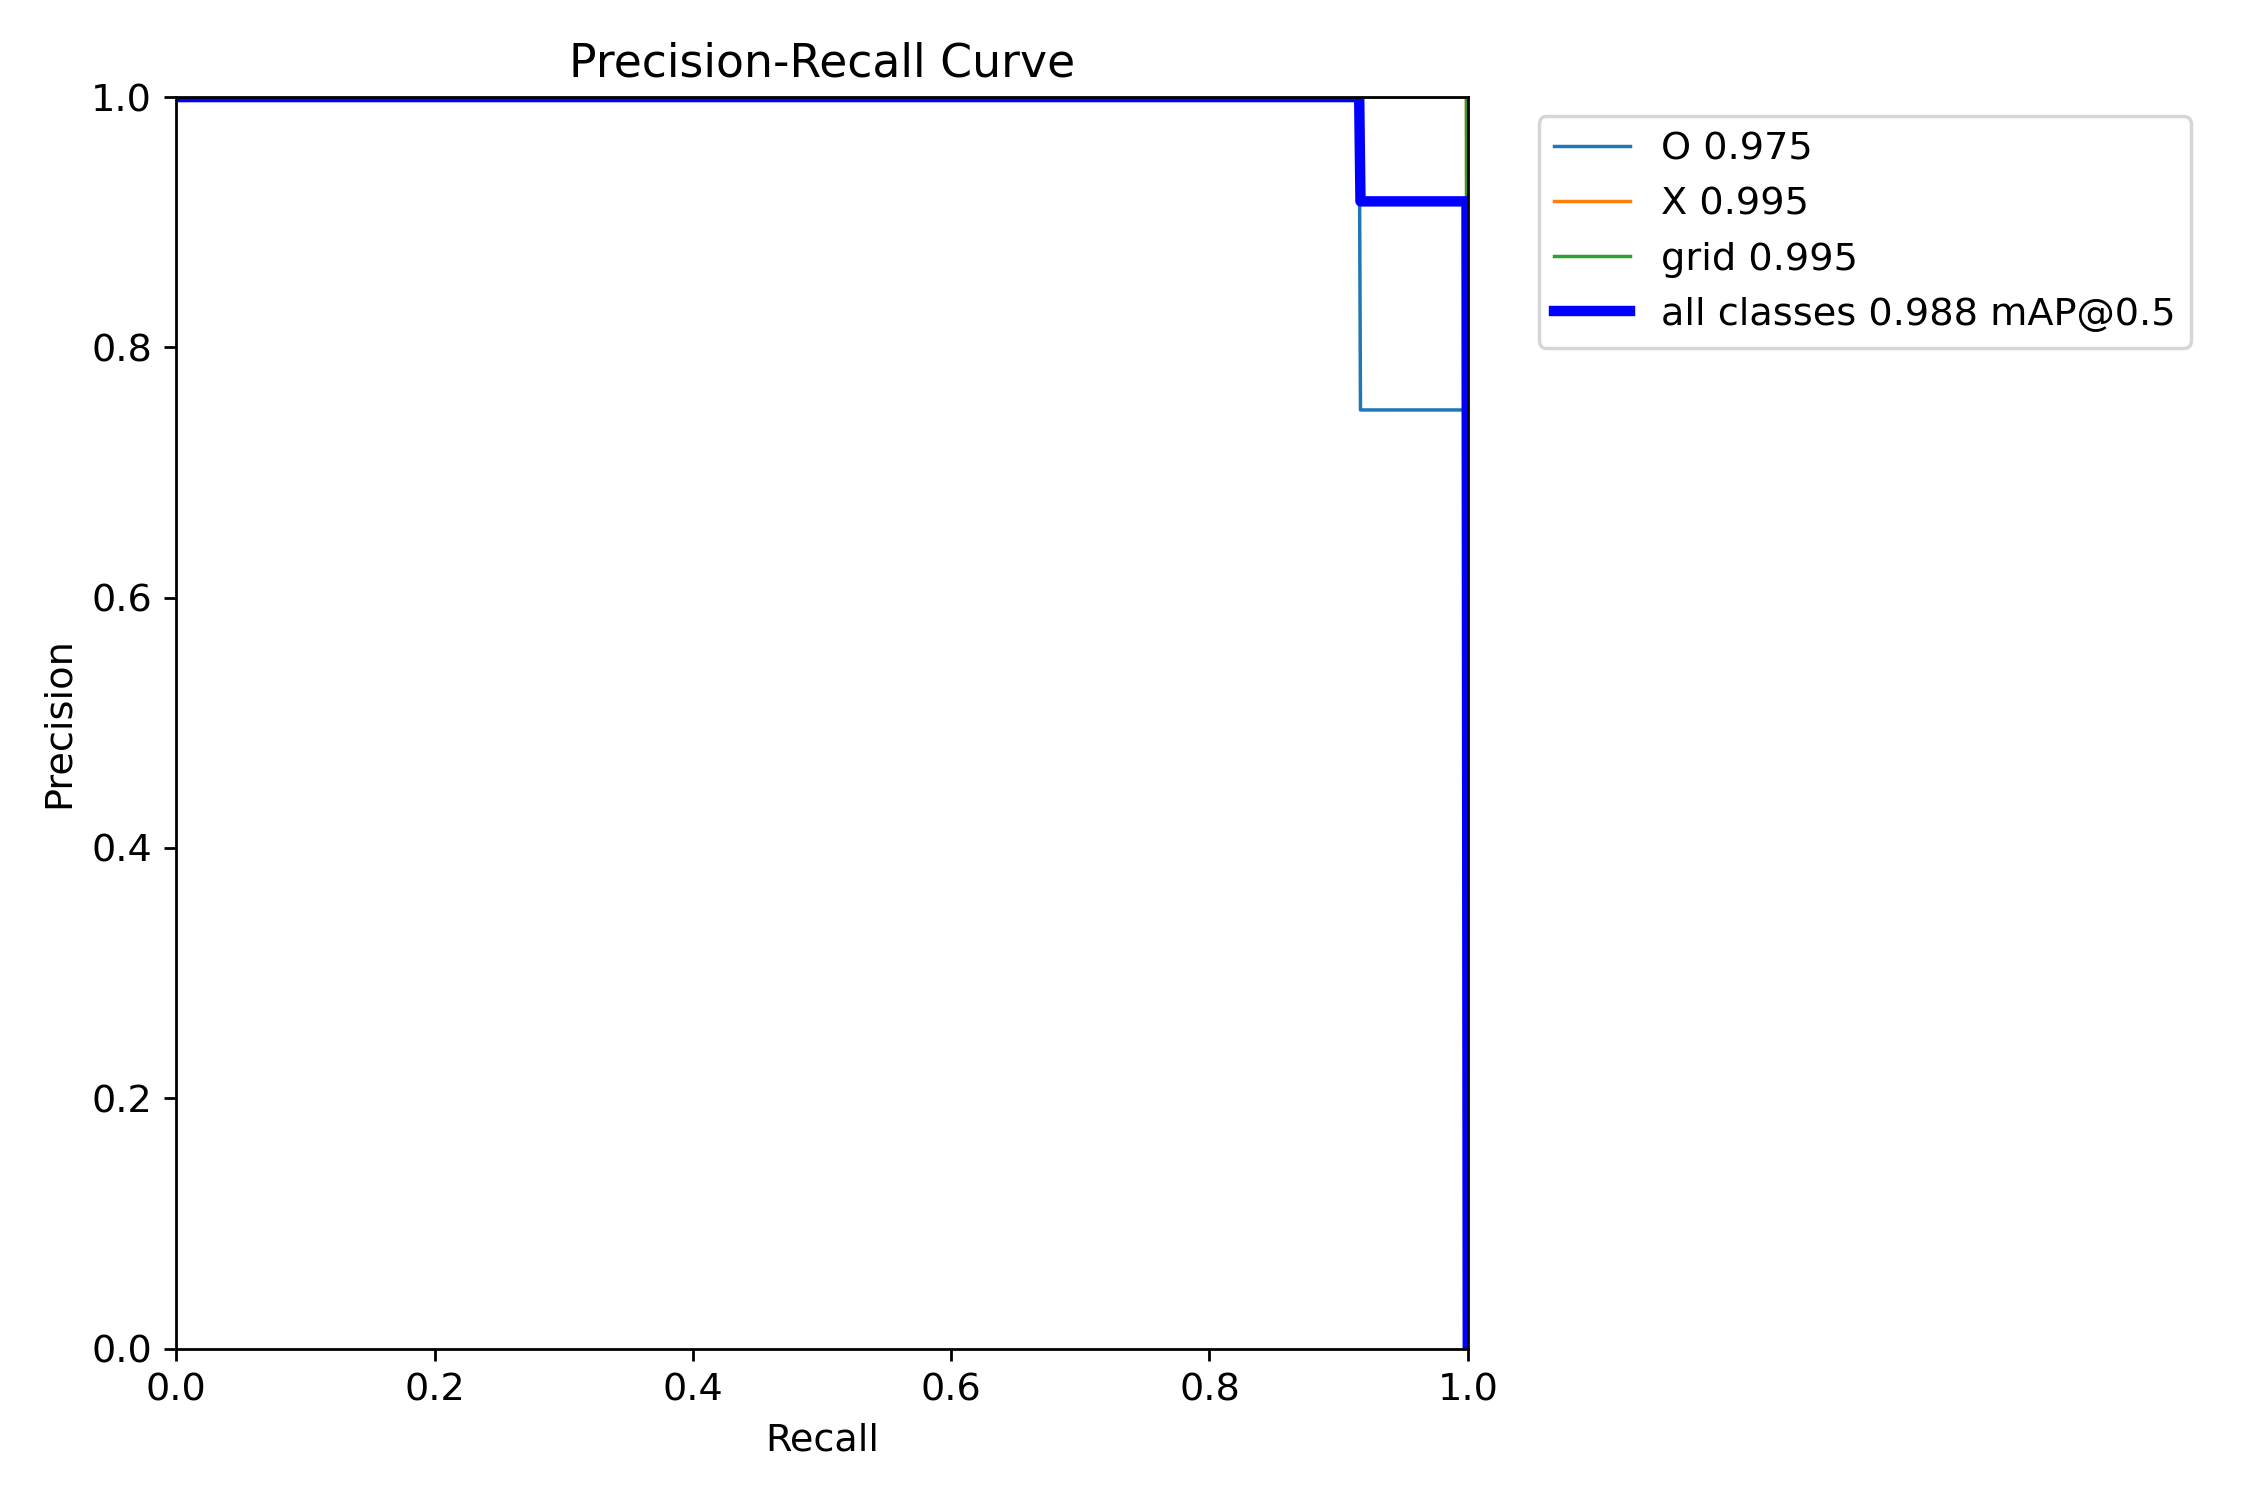 Precision-Recall Curve
1.0
0.8
0.6
0.4
0.2
0.0
Precision
0.0 0.2 0.4 0.6 0.8 1.0
Recall
O 0.975
X 0.995
grid 0.995
all classes 0.988 mAP@0.5